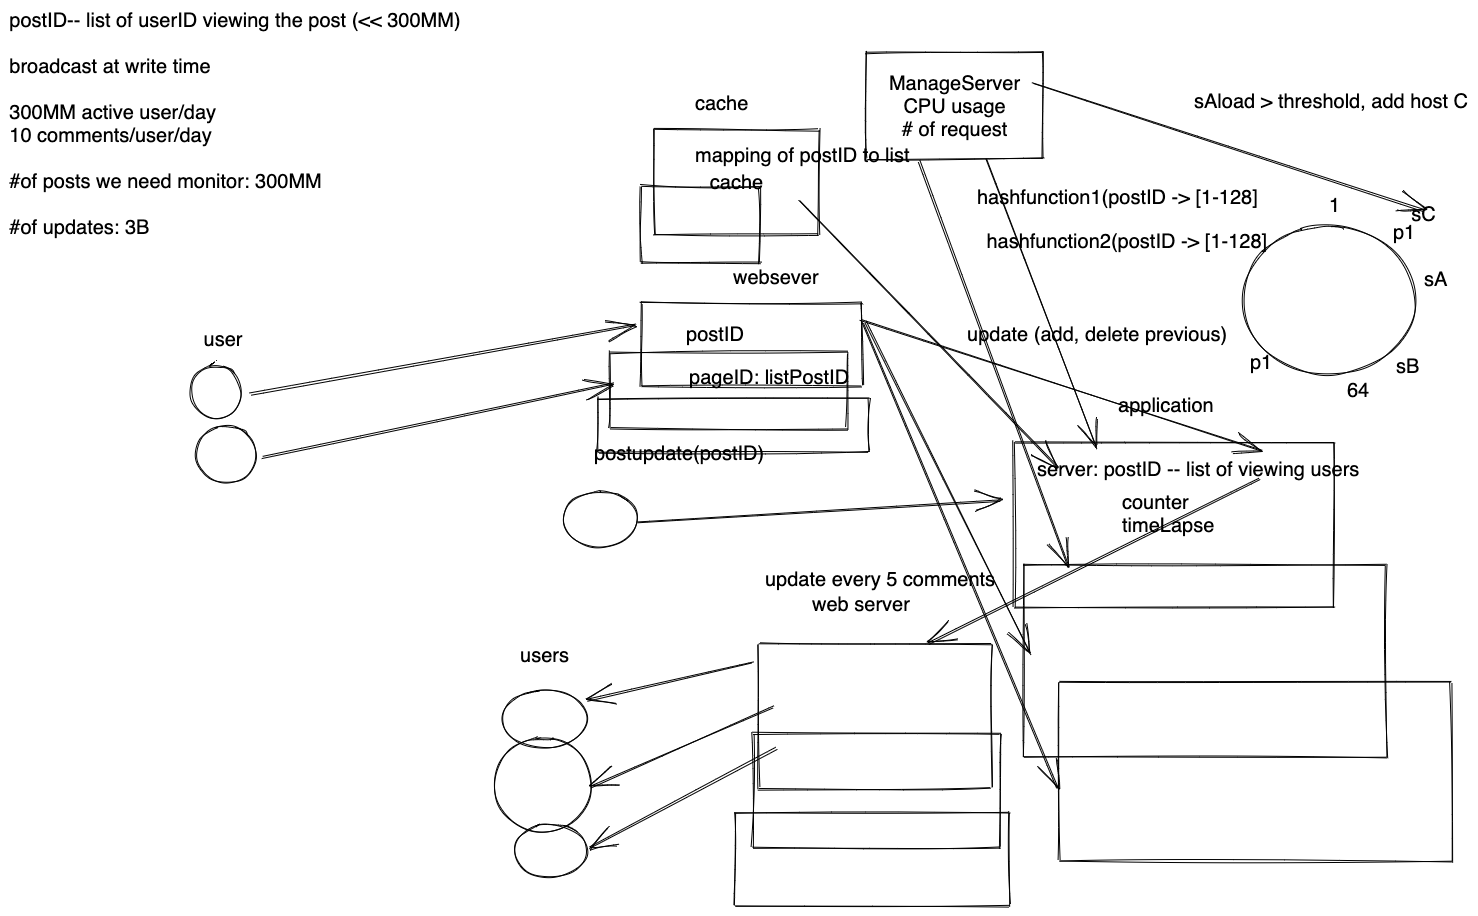 postID-- list of userID viewing the post (<< 300MM)
broadcast at write time
300MM active user/day
10 comments/user/day
#of posts we need monitor: 300MM
#of updates: 3B
cache
mapping of postID to list
cache
ManageServer
CPU usage
# of request
sAload > threshold, add host C
hashfunction1(postID -> [1-128]
hashfunction2(postID -> [1-128]
1
sC
p1
sA
sB
64
p1
websever
user
postID
pageID: listPostID
postupdate(postID)
update (add, delete previous)
application
server: postID -- list of viewing users
counter
timeLapse
update every 5 comments
web server
users